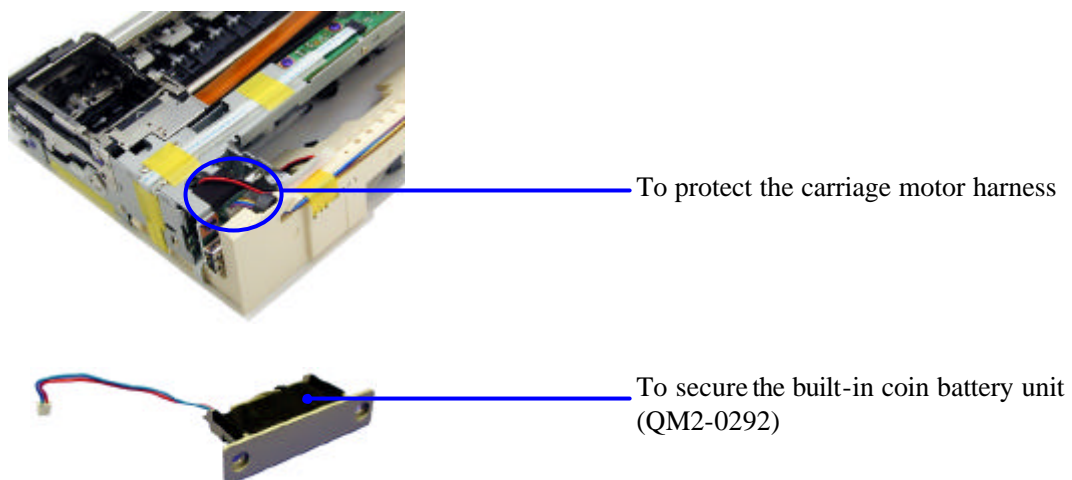 To protect the carriage motor harness
To secure the built-in coin battery unit
(QM2-0292)